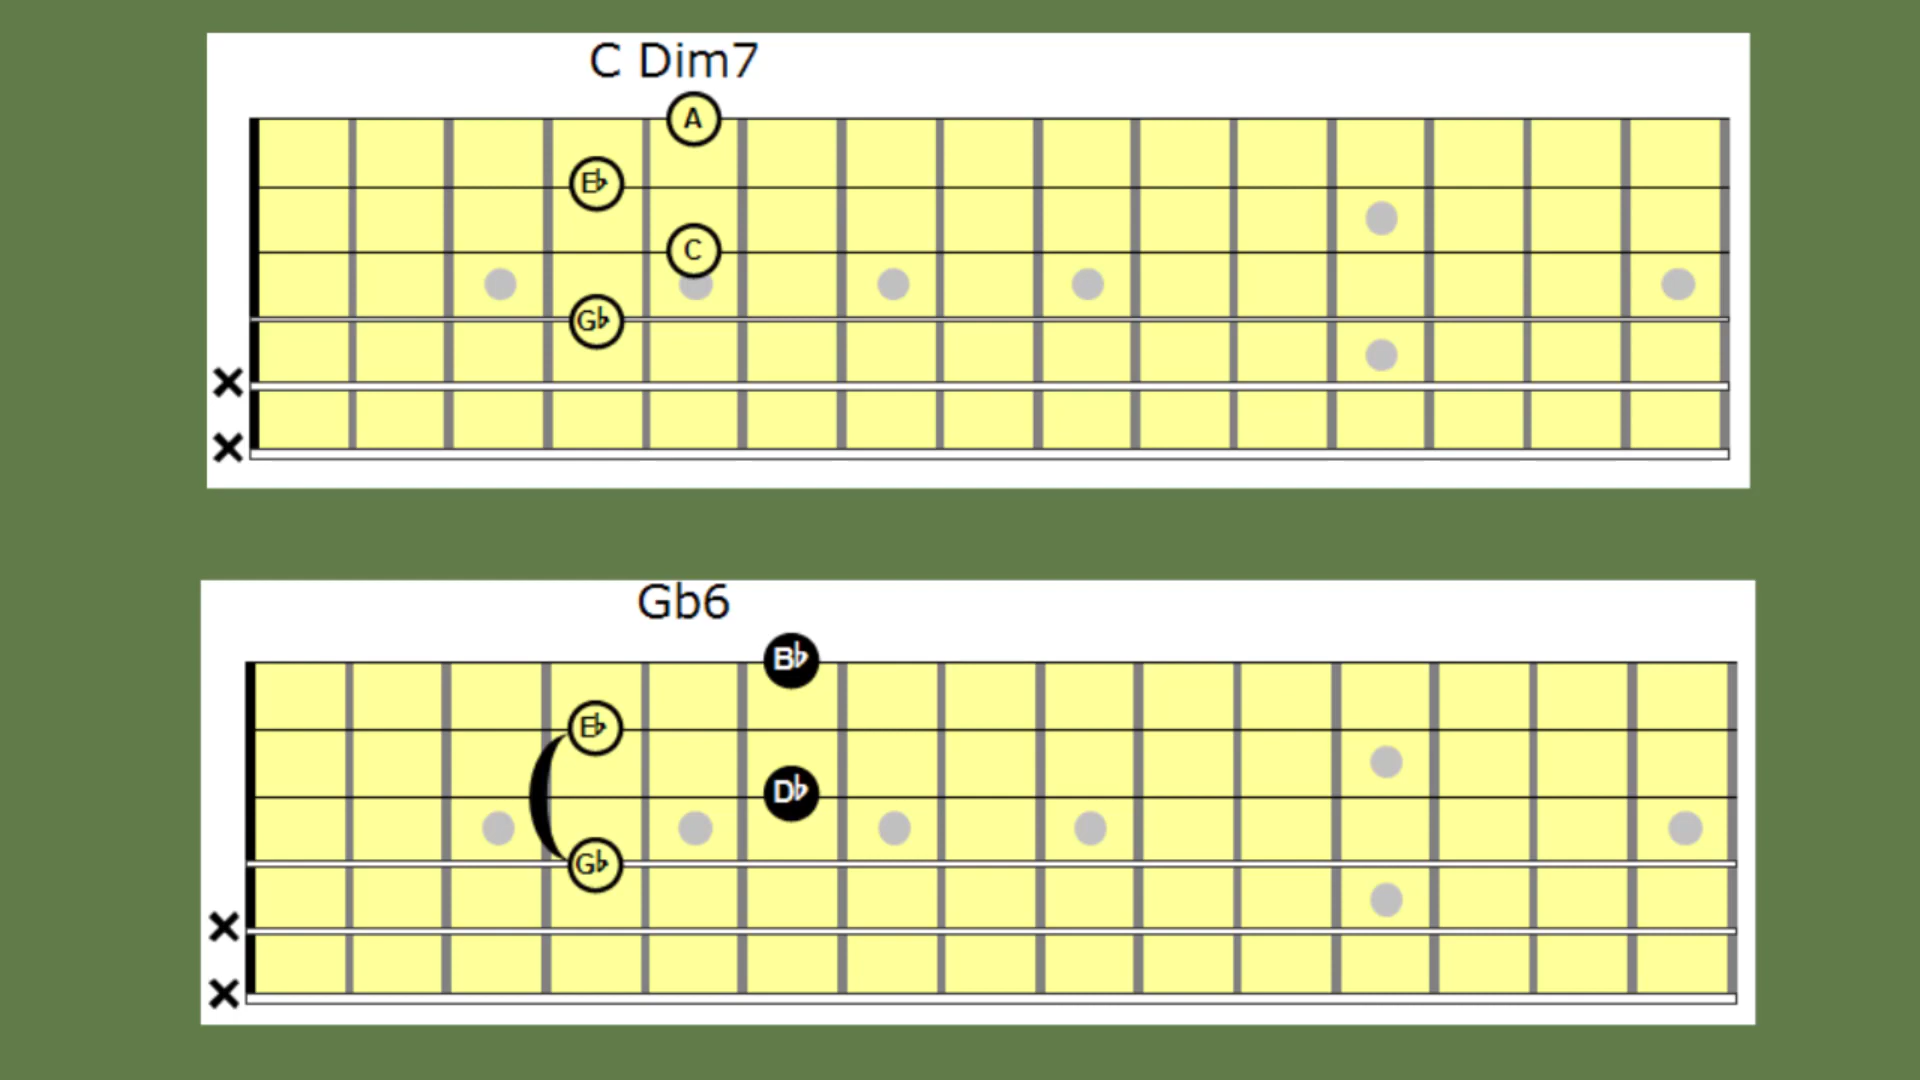 C Dim7
A
E♭
C
G♭
×
×
Gb6
B♭
E♭
D♭
G♭
×
×